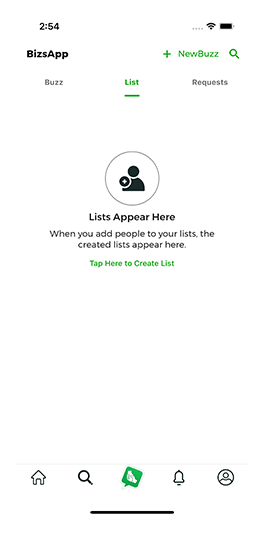 2:54
BizsApp
+ NewBuzz
Buzz
List
Requests
Lists Appear Here
When you add people to your lists, the
created lists appear here.
Tap Here to Create List